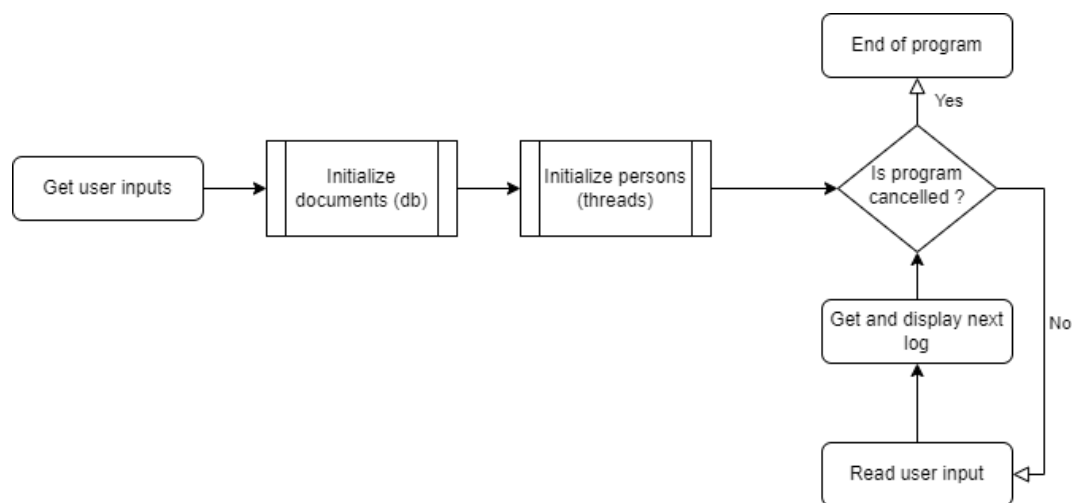 End of program
Yes
Get user inputs
Initialize
documents (db)
Initialize persons
(threads)
Is program
cancelled ?
Get and display next
log
No
Read user input